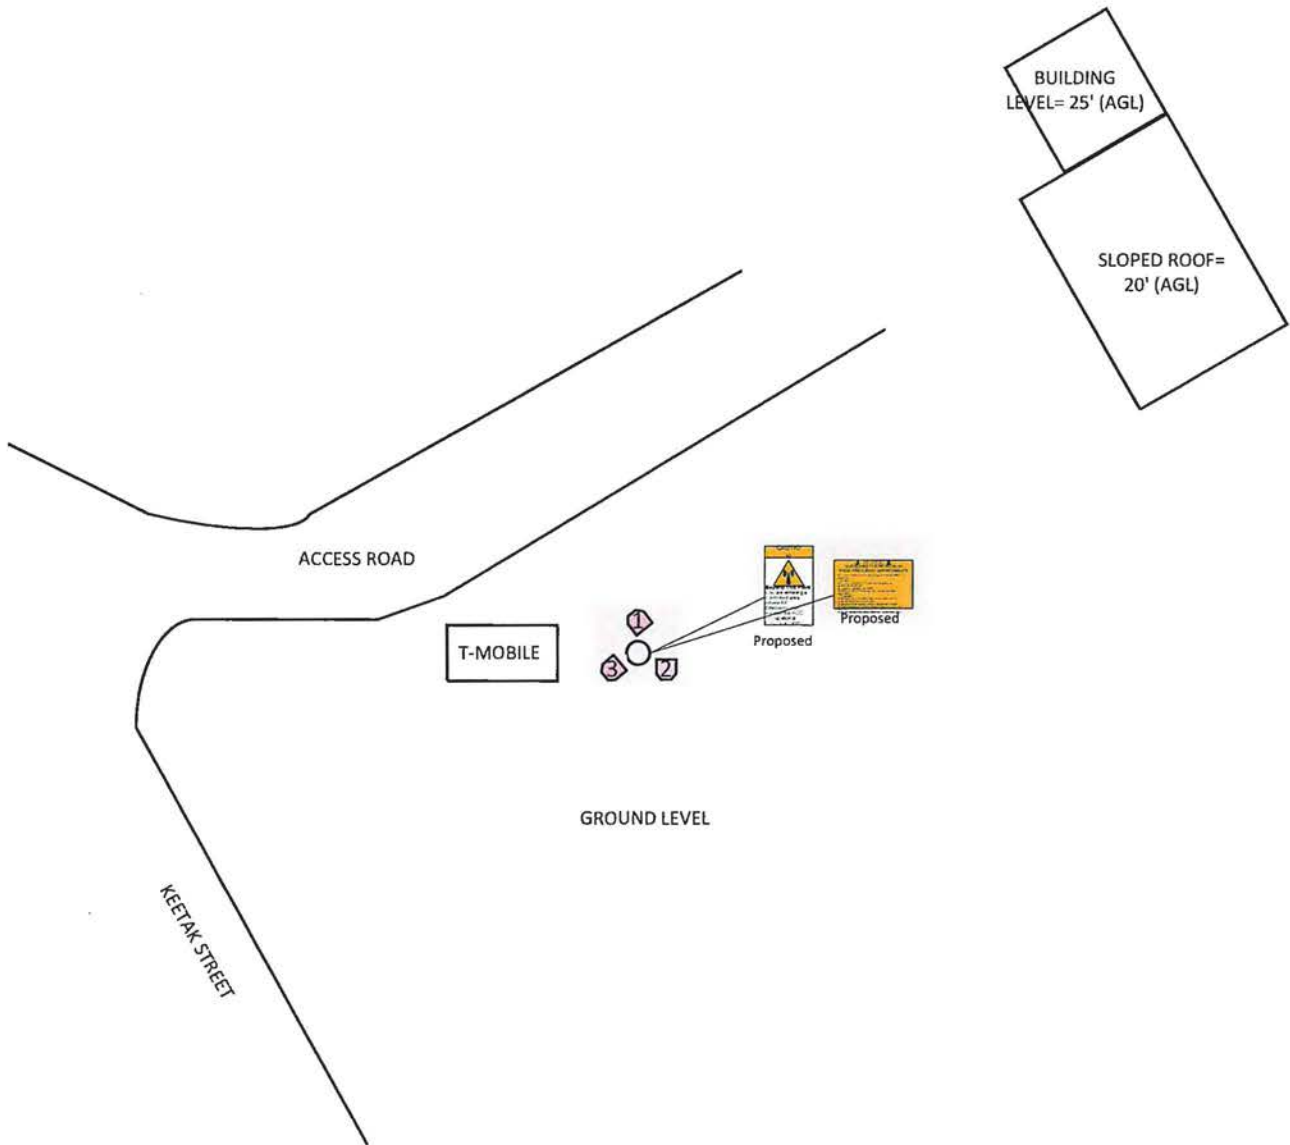 BUILDING
LEVEL= 25' (AGL)
SLOPED ROOF=
20' (AGL)
ACCESS ROAD
T-MOBILE
1
3
2
Proposed
Proposed
GROUND LEVEL
KEETAK STREET